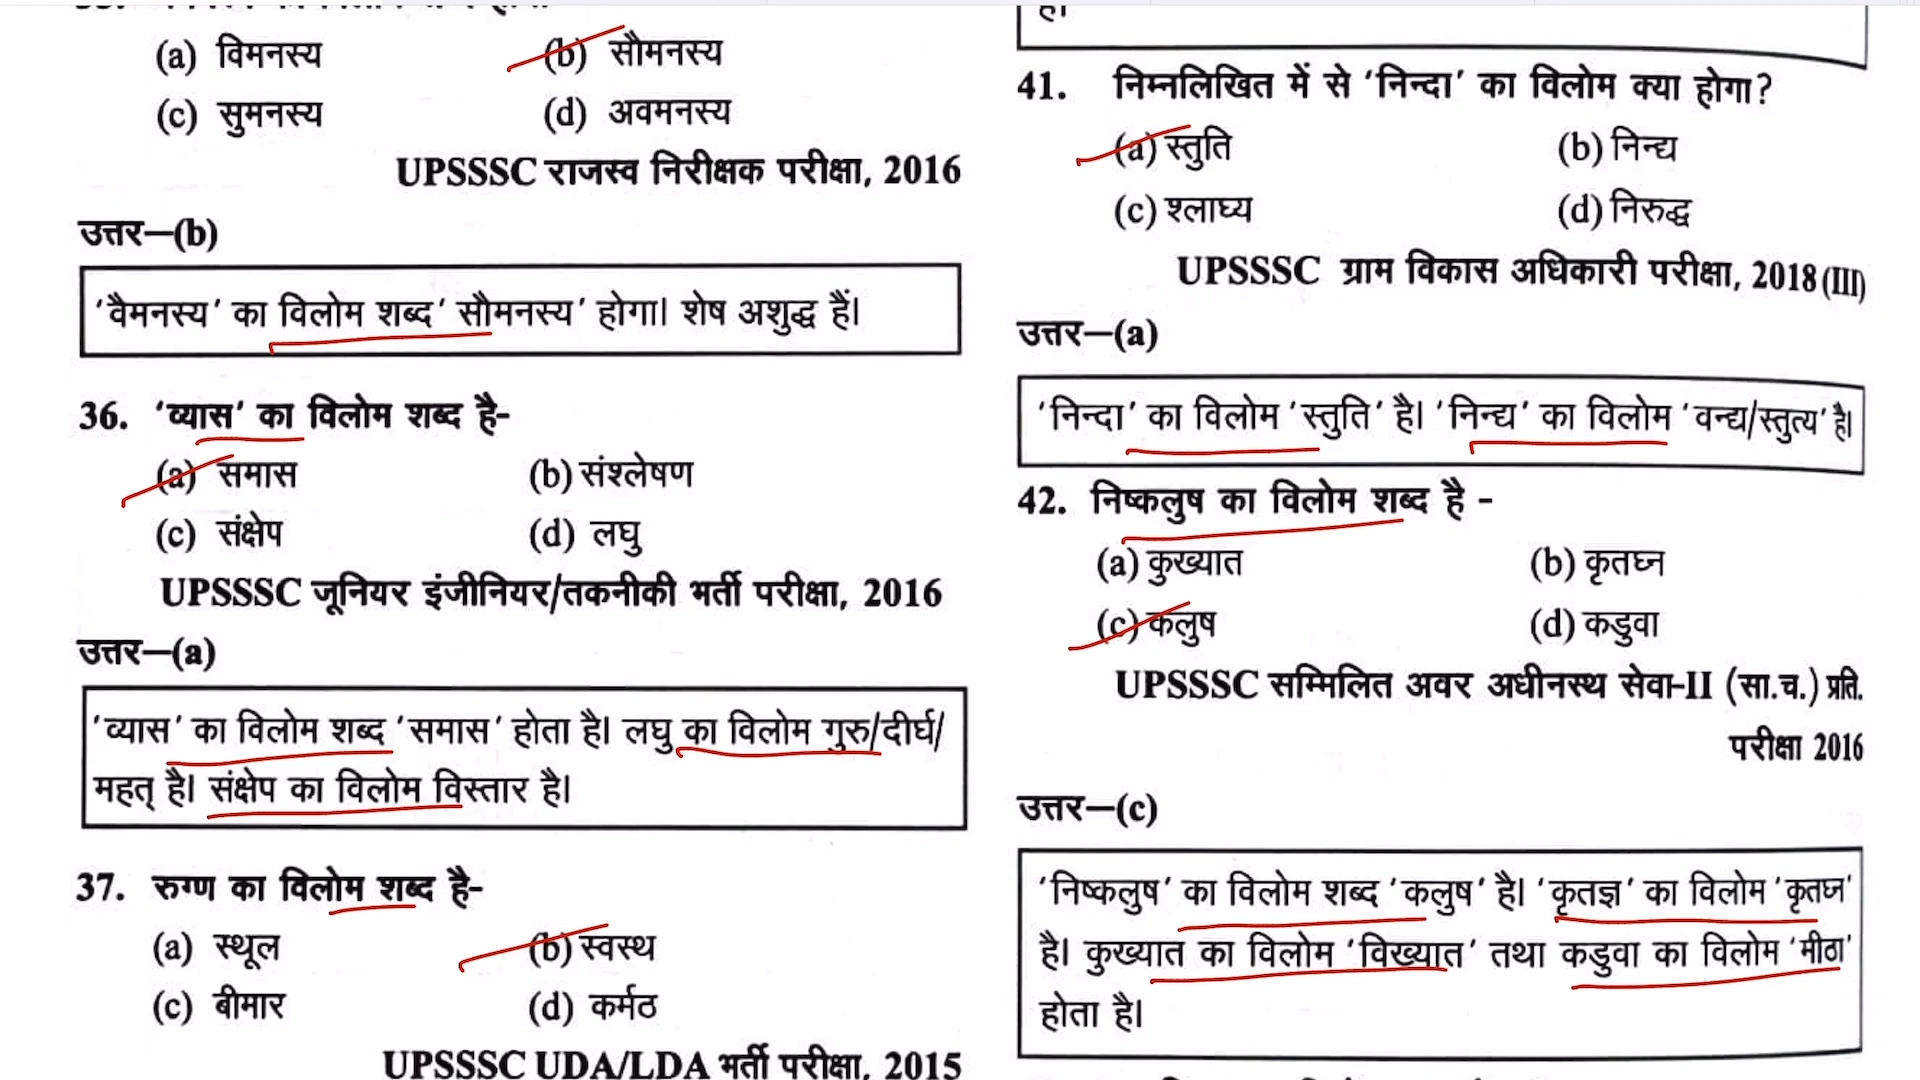 (a) विमनस्य (b) सौमनस्य
(c) सुमनस्य (d) अवमनस्य
UPSSSC राजस्व निरीक्षक परीक्षा, 2016
उत्तर—(b)
'वैमनस्य' का विलोम शब्द' सौमनस्य' होगा। शेष अशुद्ध हैं।
36. 'व्यास' का विलोम शब्द है-
(a) समास (b) संश्लेषण
(c) संक्षेप (d) लघु
UPSSSC जूनियर इंजीनियर/तकनीकी भर्ती परीक्षा, 2016
उत्तर—(a)
'व्यास' का विलोम शब्द 'समास' होता है। लघु का विलोम गुरु/दीर्घ/
महत् है। संक्षेप का विलोम विस्तार है।
37. रुग्ण का विलोम शब्द है-
(a) स्थूल (b) स्वस्थ
(c) बीमार (d) कर्मठ
UPSSSC UDA/LDA भर्ती परीक्षा, 2015
41. निम्नलिखित में से 'निन्दा' का विलोम क्या होगा?
(a) स्तुति (b) निन्द्य
(c) श्लाघ्य (d) निरुद्ध
UPSSSC ग्राम विकास अधिकारी परीक्षा, 2018 (III)
उत्तर—(a)
'निन्दा' का विलोम 'स्तुति' है। 'निन्द्य' का विलोम 'वन्द्य/स्तुत्य' है।
42. निष्कलुष का विलोम शब्द है -
(a) कुख्यात (b) कृतघ्न
(c) कलुष (d) कडुवा
UPSSSC सम्मिलित अवर अधीनस्थ सेवा-II (सा.च.) प्रति.
परीक्षा 2016
उत्तर—(c)
'निष्कलुष' का विलोम शब्द 'कलुष' है। 'कृतज्ञ' का विलोम 'कृतघ्न'
है। कुख्यात का विलोम 'विख्यात' तथा कडुवा का विलोम 'मीठा'
होता है।